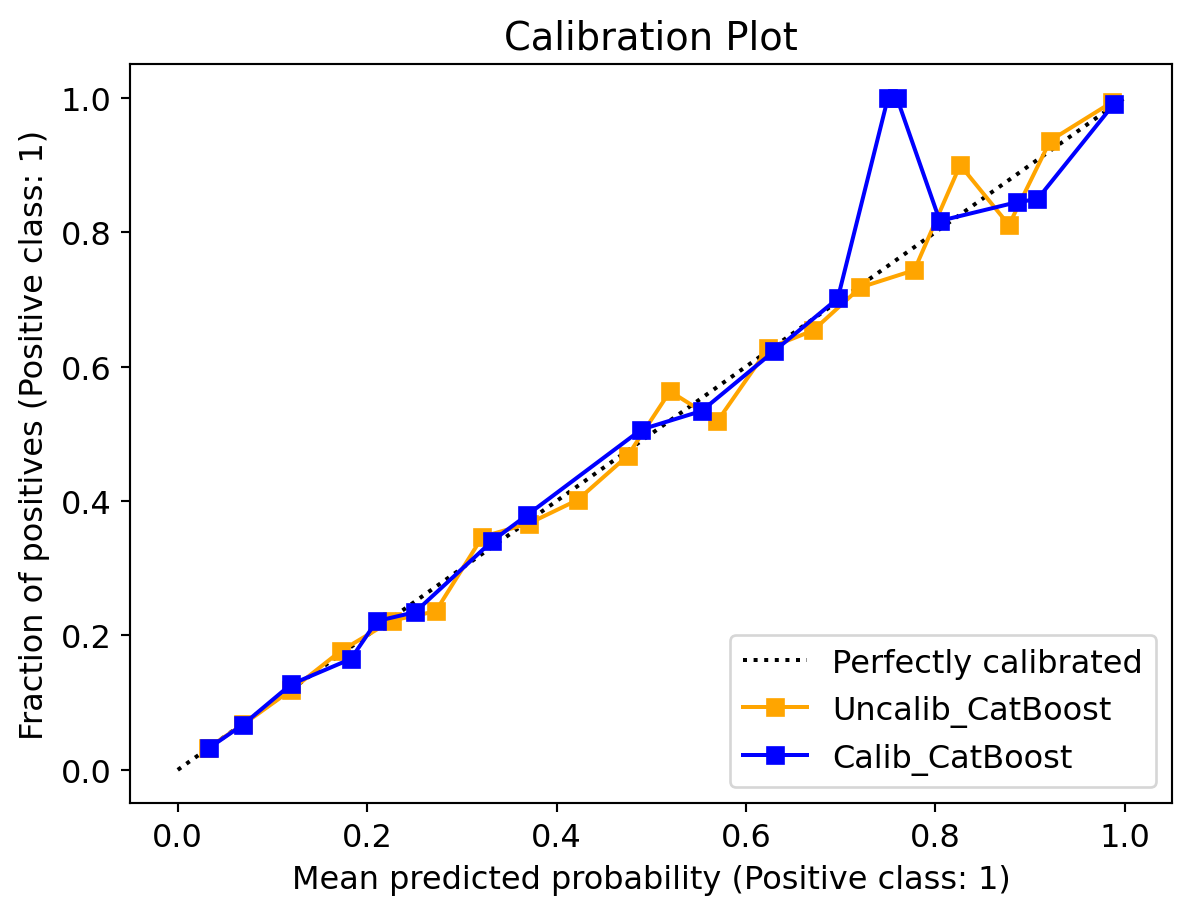 Calibration Plot
Fraction of positives (Positive class: 1)
1.0
0.8
0.6
0.4
0.2
0.0
Perfectly calibrated
Uncalib_CatBoost
Calib_CatBoost
0.0 0.2 0.4 0.6 0.8 1.0
Mean predicted probability (Positive class: 1)